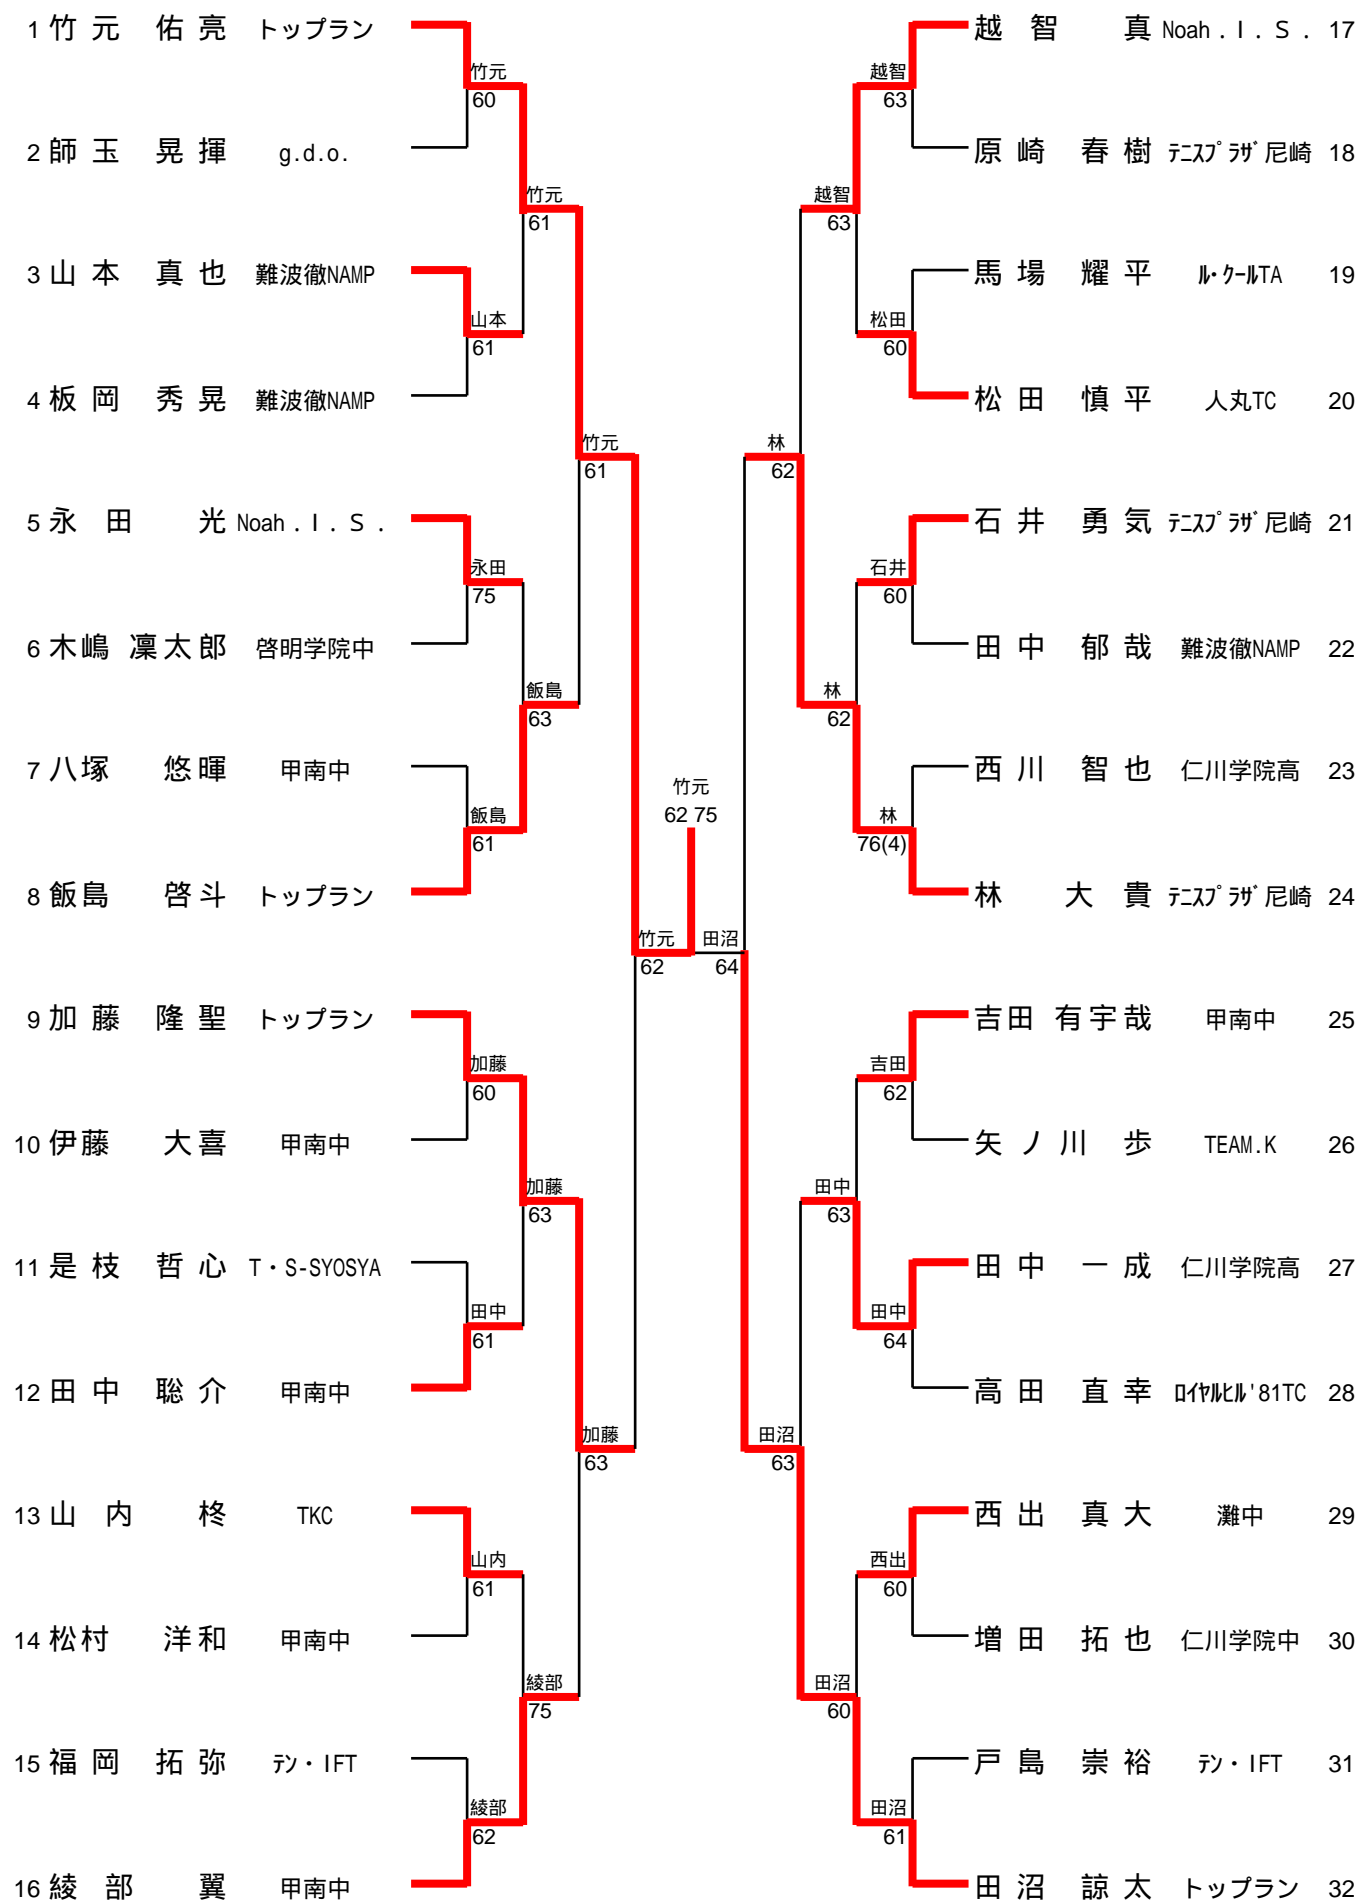 1 竹元 佑亮 トップラン
越智 真 Noah．I．S． 17
竹元
60
越智
63
2 師玉 晃揮 g.d.o.
原崎 春樹 テニスプラザ尼崎 18
竹元
61
越智
63
3 山本 真也 難波徹NAMP
馬場 耀平 ル・クールTA 19
山本
61
松田
60
4 板岡 秀晃 難波徹NAMP
松田 慎平 人丸TC 20
竹元
61
林
62
5 永田 光 Noah．I．S．
石井 勇気 テニスプラザ尼崎 21
永田
75
石井
60
6 木嶋 凜太郎 啓明学院中
田中 郁哉 難波徹NAMP 22
飯島
63
林
62
7 八塚 悠暉 甲南中
西川 智也 仁川学院高 23
竹元
62 75
飯島
61
林
76(4)
8 飯島 啓斗 トップラン
林 大貴 テニスプラザ尼崎 24
竹元
62
田沼
64
9 加藤 隆聖 トップラン
吉田 有宇哉 甲南中 25
加藤
60
吉田
62
10 伊藤 大喜 甲南中
矢ノ川 歩 TEAM.K 26
加藤
63
田中
63
11 是枝 哲心 T・S-SYOSYA
田中 一成 仁川学院高 27
田中
61
田中
64
12 田中 聡介 甲南中
高田 直幸 ロイヤルヒル'81TC 28
加藤
63
田沼
63
13 山内 柊 TKC
西出 真大 灘中 29
山内
61
西出
60
14 松村 洋和 甲南中
増田 拓也 仁川学院中 30
綾部
75
田沼
60
15 福岡 拓弥 テン・IFT
戸島 崇裕 テン・IFT 31
綾部
62
田沼
61
16 綾部 翼 甲南中
田沼 諒太 トップラン 32